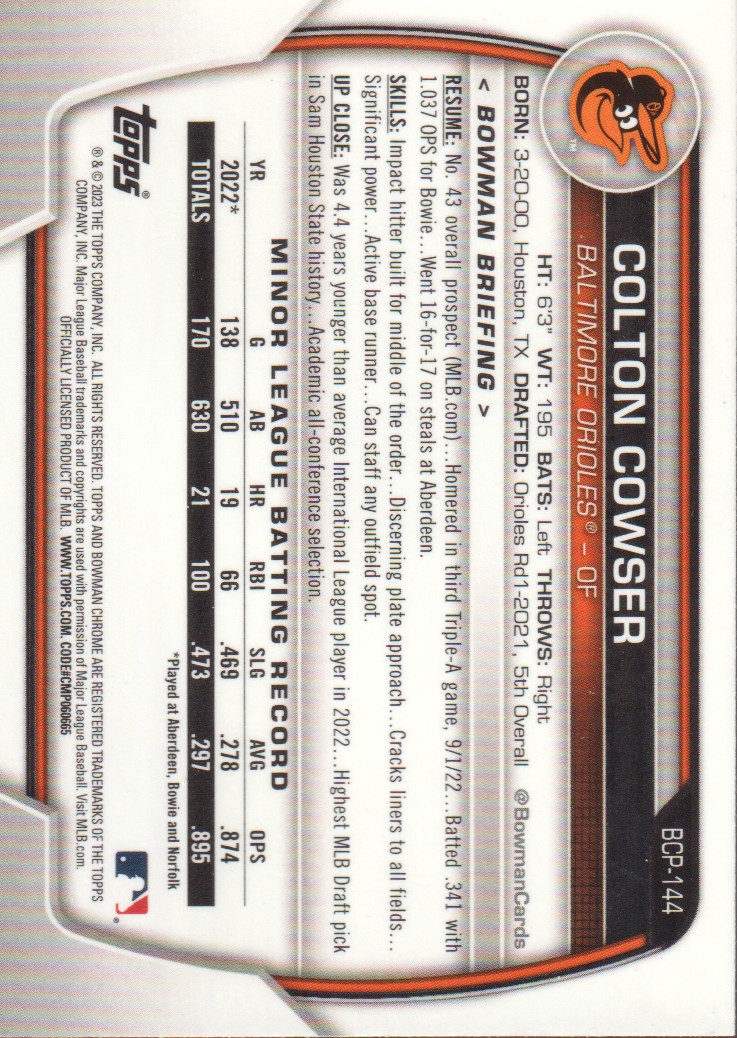 BCP-144
COLTON COWSER
BALTIMORE ORIOLES® – OF
HT: 6'3" WT: 195 BATS: Left THROWS: Right
BORN: 3-20-00, Houston, TX DRAFTED: Orioles Rd1-2021, 5th Overall @BowmanCards
TM
< BOWMAN BRIEFING >
RESUME: No. 43 overall prospect (MLB.com)...Homered in third Triple-A game, 9/1/22...Batted .341 with
1.037 OPS for Bowie...Went 16-for-17 on steals at Aberdeen.
SKILLS: Impact hitter built for middle of the order...Discerning plate approach...Cracks liners to all fields...
Significant power...Active base runner...Can staff any outfield spot.
UP CLOSE: Was 4.4 years younger than average International League player in 2022...Highest MLB Draft pick
in Sam Houston State history...Academic all-conference selection.
MINOR LEAGUE BATTING RECORD
YR G AB HR RBI SLG AVG OPS
2022* 138 510 19 66 .469 .278 .874
TOTALS 170 630 21 100 .473 .297 .895
*Played at Aberdeen, Bowie and Norfolk
topps®
® & © 2023 THE TOPPS COMPANY, INC. ALL RIGHTS RESERVED. TOPPS AND BOWMAN CHROME ARE REGISTERED TRADEMARKS OF THE TOPPS
COMPANY, INC. Major League Baseball trademarks and copyrights are used with permission of Major League Baseball. Visit MLB.com.
OFFICIALLY LICENSED PRODUCT OF MLB. WWW.TOPPS.COM. CODE#CMP060665